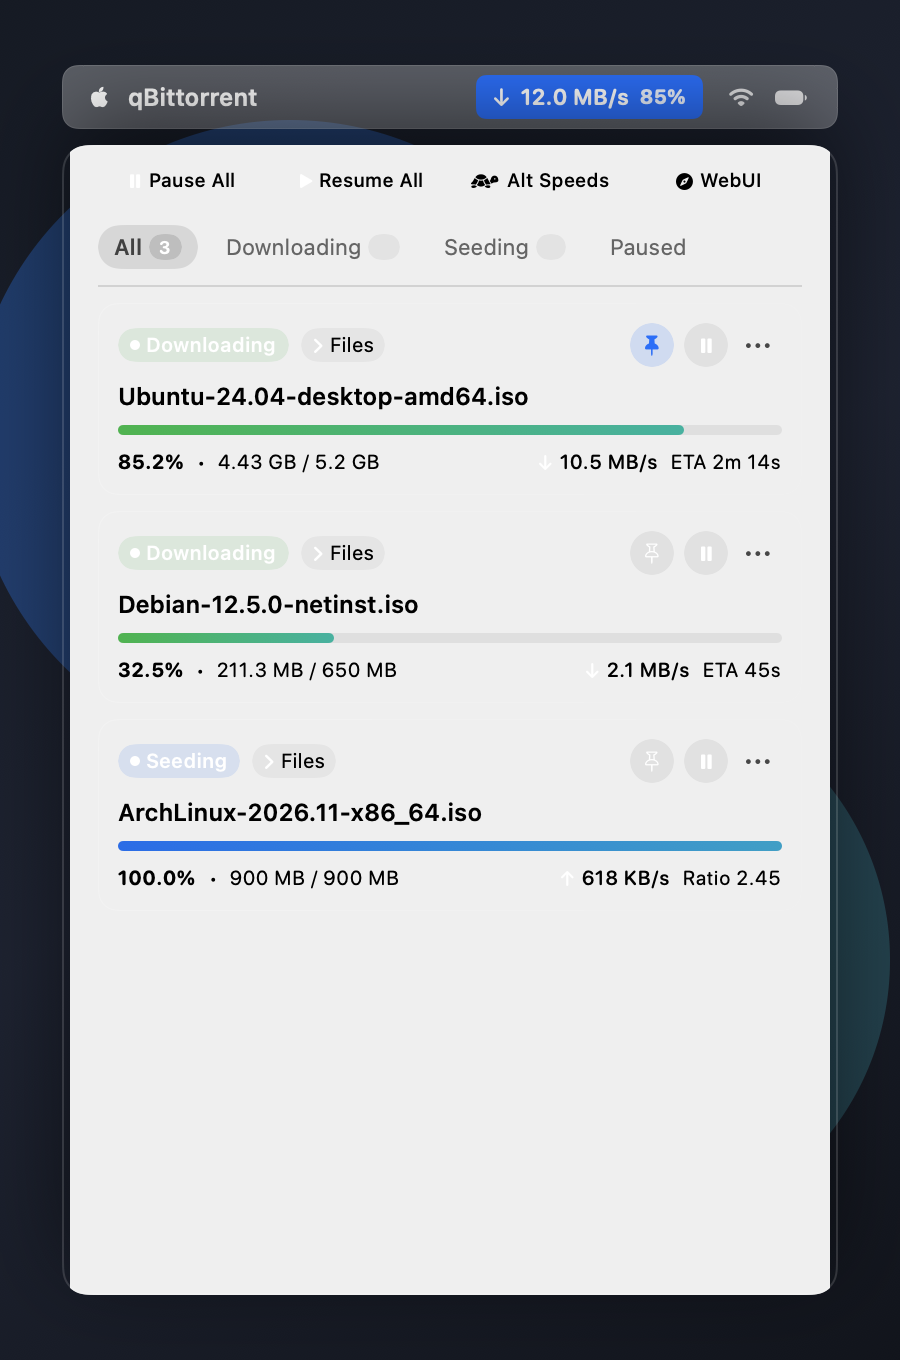 qBittorrent ↓ 12.0 MB/s 85%
Pause All Resume All Alt Speeds WebUI
All 3 Downloading Seeding Paused
Downloading Files
Ubuntu-24.04-desktop-amd64.iso
85.2% · 4.43 GB / 5.2 GB ↓ 10.5 MB/s ETA 2m 14s
Downloading Files
Debian-12.5.0-netinst.iso
32.5% · 211.3 MB / 650 MB ↓ 2.1 MB/s ETA 45s
Seeding Files
ArchLinux-2026.11-x86_64.iso
100.0% · 900 MB / 900 MB ↑ 618 KB/s Ratio 2.45